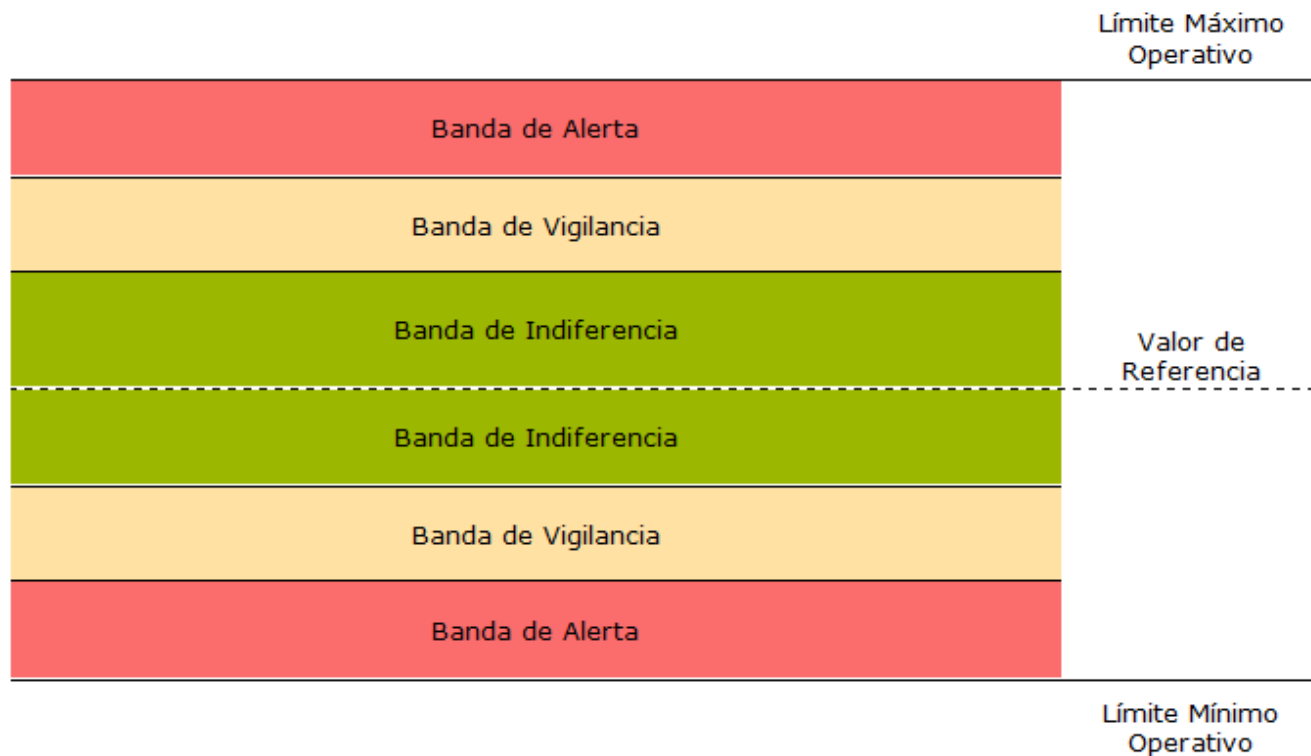 Límite Máximo
Operativo
Banda de Alerta
Banda de Vigilancia
Banda de Indiferencia
Valor de
Referencia
Banda de Indiferencia
Banda de Vigilancia
Banda de Alerta
Límite Mínimo
Operativo